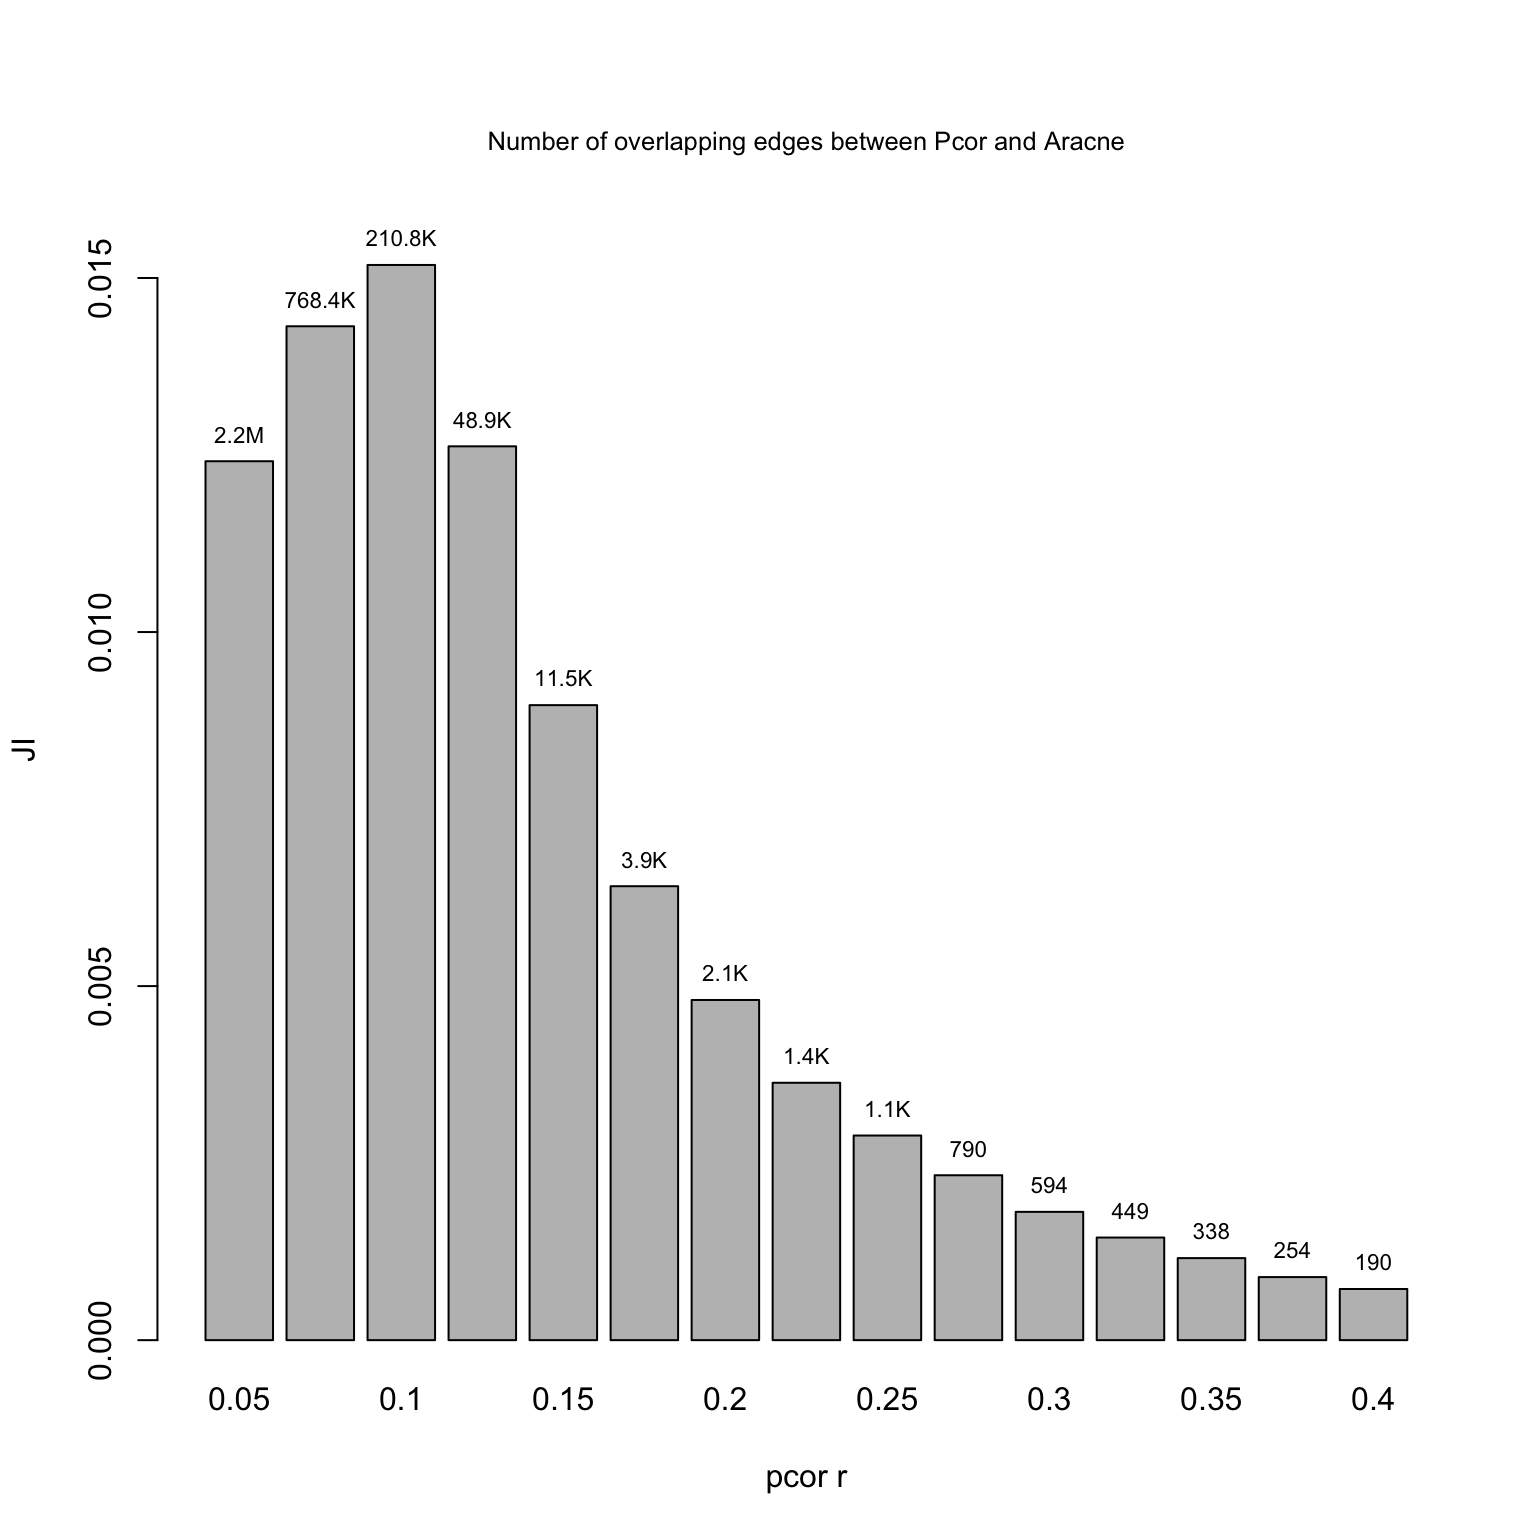 Number of overlapping edges between Pcor and Aracne
210.8K
768.4K
48.9K
2.2M
11.5K
3.9K
2.1K
1.4K
1.1K
790
594
449
338
254
190
0.015
0.010
0.005
0.000
JI
0.05 0.1 0.15 0.2 0.25 0.3 0.35 0.4
pcor r